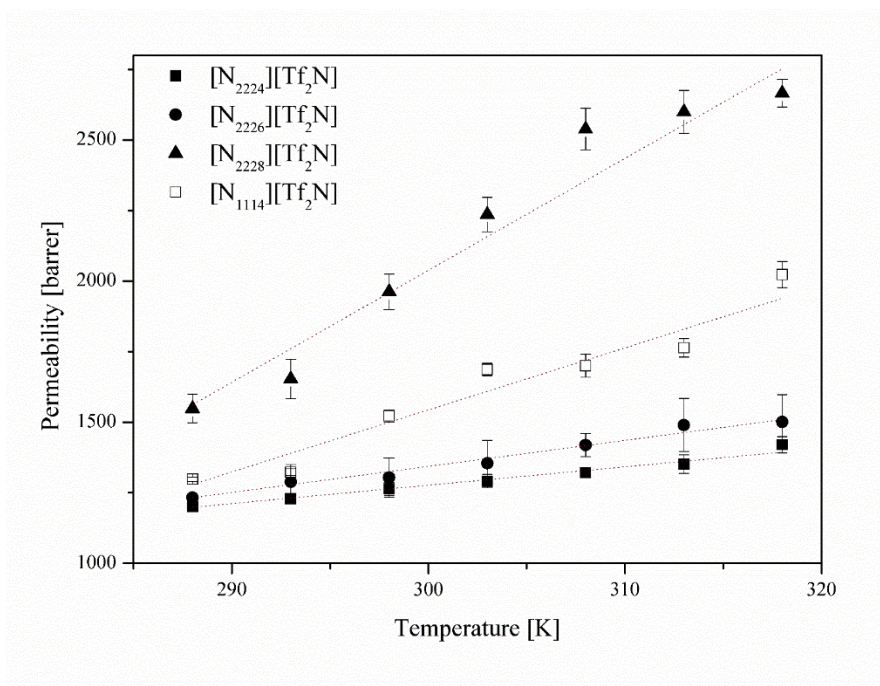 [N2224][Tf2N]
[N2226][Tf2N]
[N2228][Tf2N]
[N1114][Tf2N]
2500
2000
1500
1000
Permeability [barrer]
290 300 310 320
Temperature [K]